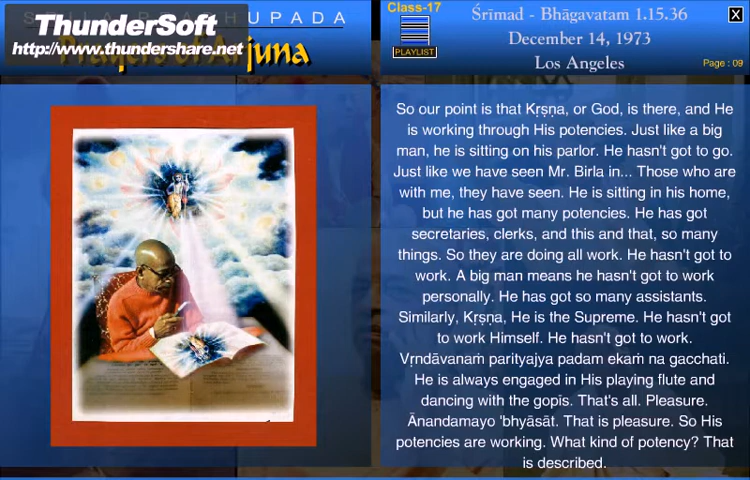 ThunderSoft
HUPADA
http://www.thundershare.net
Prayers of Arjuna
Class-17
PLAYLIST
Śrīmad - Bhāgavatam 1.15.36
December 14, 1973
Los Angeles
X
Page : 09
So our point is that Kṛṣṇa, or God, is there, and He
is working through His potencies. Just like a big
man, he is sitting on his parlor. He hasn't got to go.
Just like we have seen Mr. Birla in... Those who are
with me, they have seen. He is sitting in his home,
but he has got many potencies. He has got
secretaries, clerks, and this and that, so many
things. So they are doing all work. He hasn't got to
work. A big man means he hasn't got to work
personally. He has got so many assistants.
Similarly, Kṛṣṇa, He is the Supreme. He hasn't got
to work Himself. He hasn't got to work.
Vṛndāvanaṁ parityajya padam ekaṁ na gacchati.
He is always engaged in His playing flute and
dancing with the gopīs. That's all. Pleasure.
Ānandamayo 'bhyāsāt. That is pleasure. So His
potencies are working. What kind of potency? That
is described.